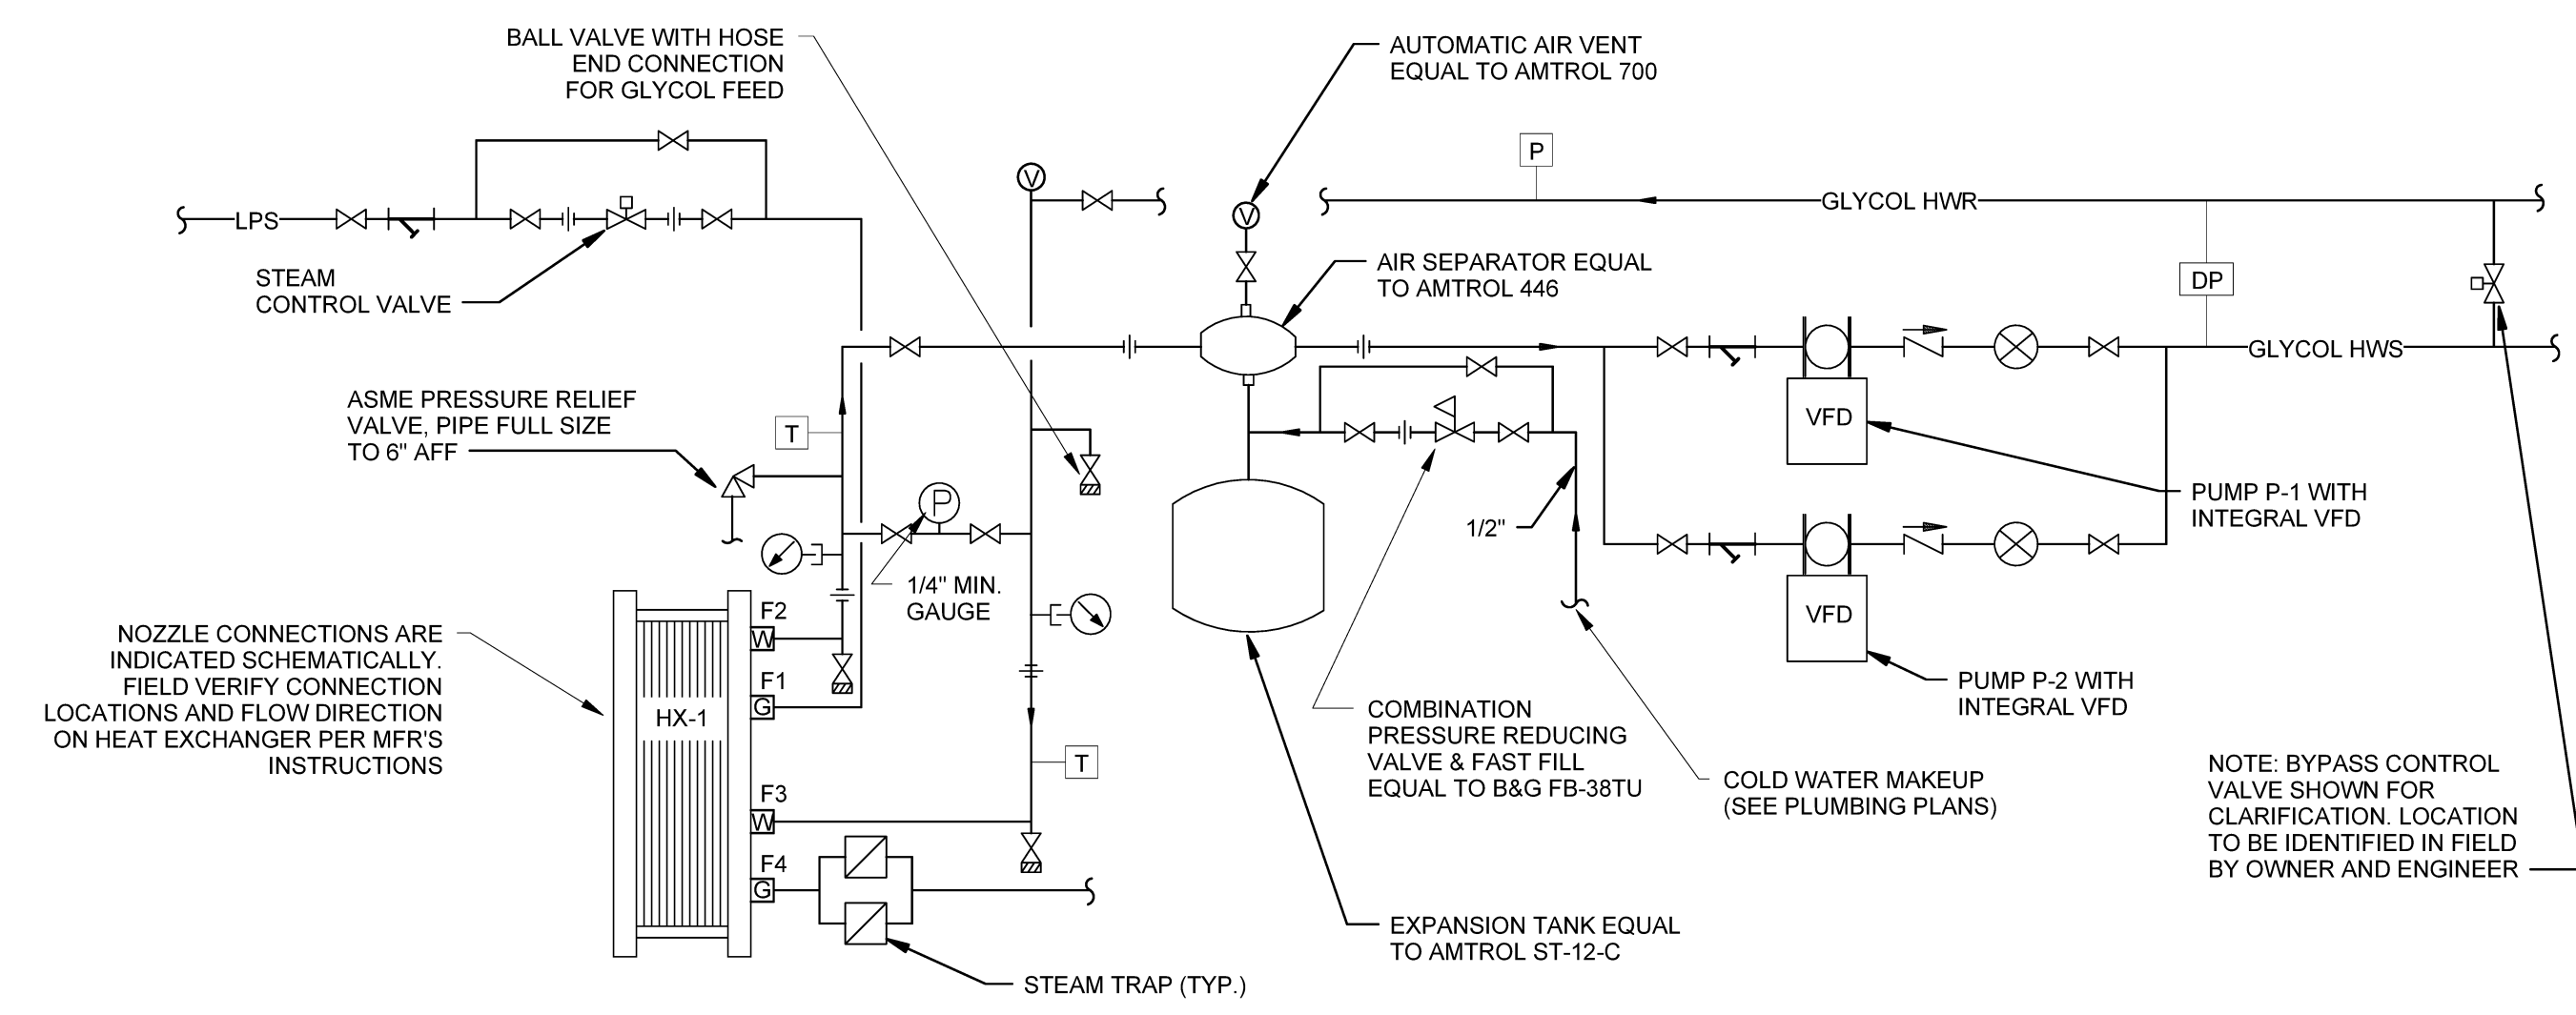 BALL VALVE WITH HOSE
END CONNECTION
FOR GLYCOL FEED
AUTOMATIC AIR VENT
EQUAL TO AMTROL 700
P
V
V
LPS
GLYCOL HWR
STEAM
CONTROL VALVE
AIR SEPARATOR EQUAL
TO AMTROL 446
DP
GLYCOL HWS
ASME PRESSURE RELIEF
VALVE, PIPE FULL SIZE
TO 6" AFF
T
P
VFD
PUMP P-1 WITH
INTEGRAL VFD
1/2"
1/4" MIN.
GAUGE
VFD
PUMP P-2 WITH
INTEGRAL VFD
NOZZLE CONNECTIONS ARE
INDICATED SCHEMATICALLY.
FIELD VERIFY CONNECTION
LOCATIONS AND FLOW DIRECTION
ON HEAT EXCHANGER PER MFR'S
INSTRUCTIONS
F2
W
F1
G
HX-1
F3
W
F4
G
T
COMBINATION
PRESSURE REDUCING
VALVE & FAST FILL
EQUAL TO B&G FB-38TU
COLD WATER MAKEUP
(SEE PLUMBING PLANS)
NOTE: BYPASS CONTROL
VALVE SHOWN FOR
CLARIFICATION. LOCATION
TO BE IDENTIFIED IN FIELD
BY OWNER AND ENGINEER
EXPANSION TANK EQUAL
TO AMTROL ST-12-C
STEAM TRAP (TYP.)